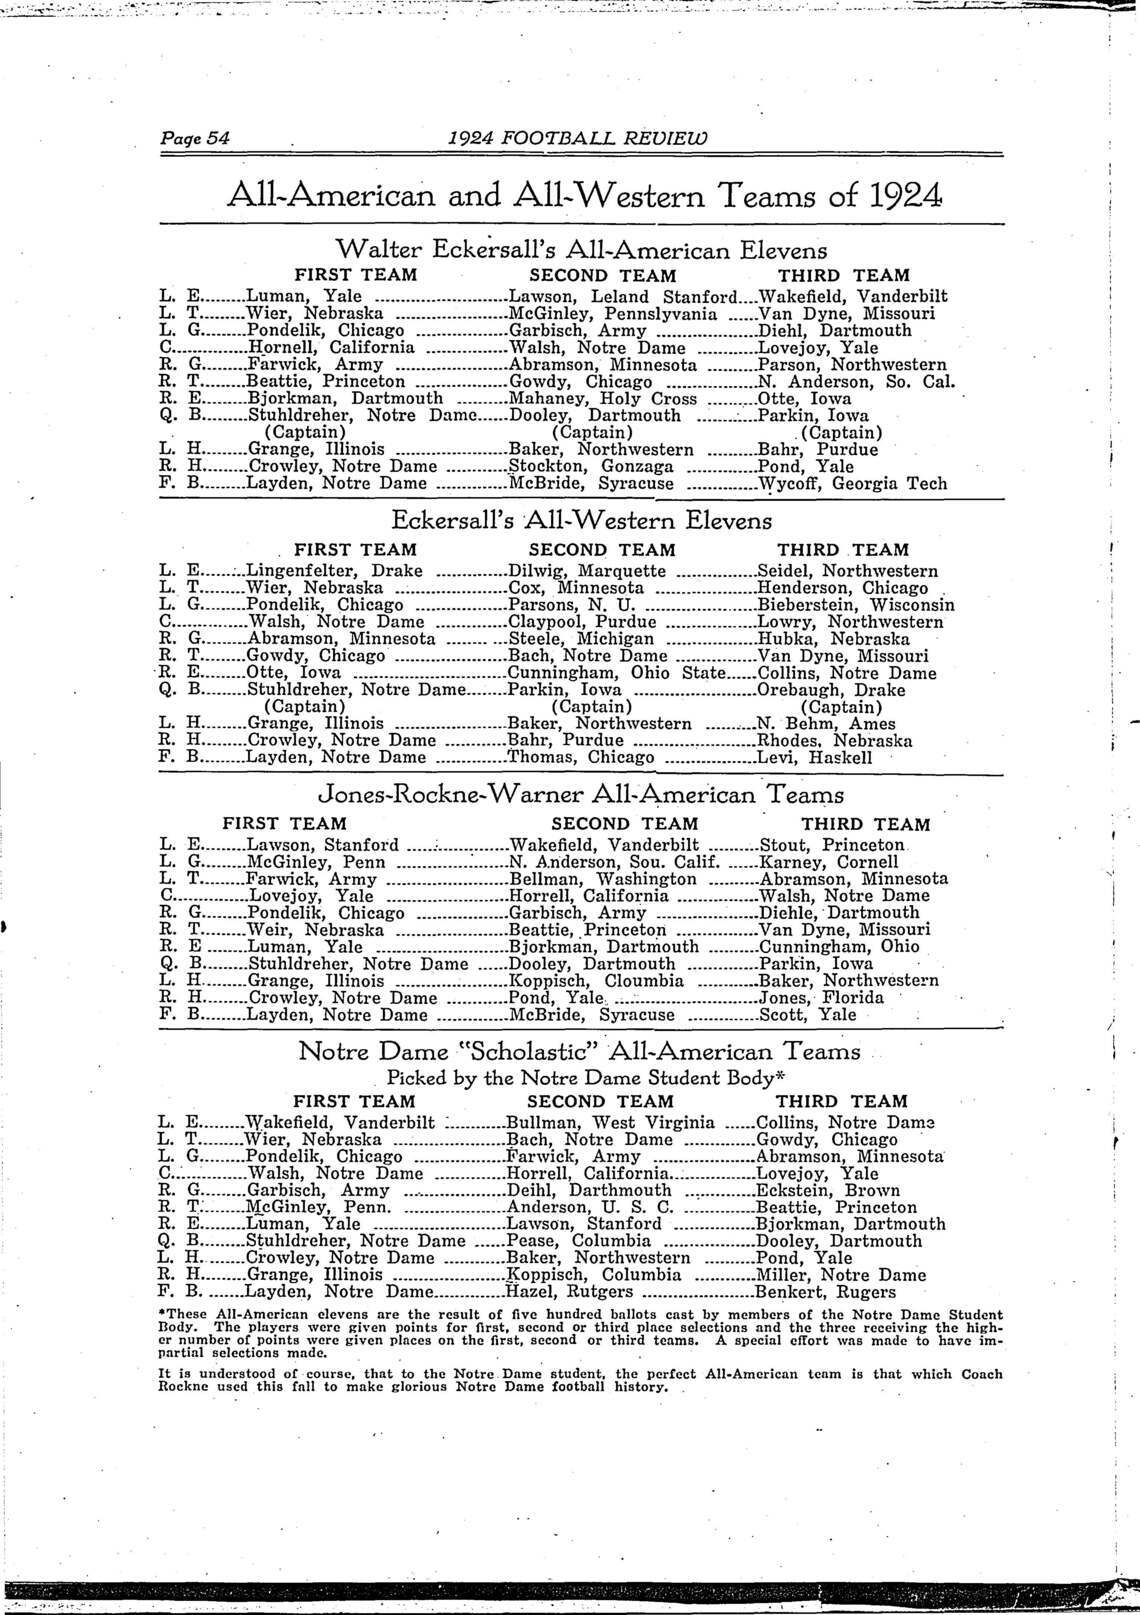 Page 54 1924 FOOTBALL REVIEW
All-American and All-Western Teams of 1924
Walter Eckersall's All-American Elevens
FIRST TEAM SECOND TEAM THIRD TEAM
L. E........Luman, Yale ..........................Lawson, Leland Stanford....Wakefield, Vanderbilt
L. T.........Wier, Nebraska ......................McGinley, Pennslyvania ......Van Dyne, Missouri
L. G........Pondelik, Chicago ..................Garbisch, Army ....................Diehl, Dartmouth
C...............Hornell, California ................Walsh, Notre Dame ............Lovejoy, Yale
R. G........Farwick, Army ......................Abramson, Minnesota ..........Parson, Northwestern
R. T........Beattie, Princeton ..................Gowdy, Chicago ..................N. Anderson, So. Cal.
R. E........Bjorkman, Dartmouth ..........Mahaney, Holy Cross ..........Otte, Iowa
Q. B.........Stuhldreher, Notre Dame......Dooley, Dartmouth ............Parkin, Iowa
(Captain) (Captain) (Captain)
L. H........Grange, Illinois ......................Baker, Northwestern ..........Bahr, Purdue
R. H........Crowley, Notre Dame ............Stockton, Gonzaga ..............Pond, Yale
F. B.........Layden, Notre Dame ..............McBride, Syracuse ..............Wycoff, Georgia Tech
Eckersall's All-Western Elevens
FIRST TEAM SECOND TEAM THIRD TEAM
L. E........Lingenfelter, Drake ..............Dilwig, Marquette ................Seidel, Northwestern
L. T.........Wier, Nebraska ......................Cox, Minnesota ....................Henderson, Chicago
L. G........Pondelik, Chicago ..................Parsons, N. U. ......................Bieberstein, Wisconsin
C...............Walsh, Notre Dame ..............Claypool, Purdue ..................Lowry, Northwestern
R. G........Abramson, Minnesota ........ ...Steele, Michigan ..................Hubka, Nebraska
R. T........Gowdy, Chicago ......................Bach, Notre Dame ................Van Dyne, Missouri
R. E........Otte, Iowa ..............................Cunningham, Ohio State......Collins, Notre Dame
Q. B.........Stuhldreher, Notre Dame.......Parkin, Iowa ........................Orebaugh, Drake
(Captain) (Captain) (Captain)
L. H........Grange, Illinois ......................Baker, Northwestern ..........N. Behm, Ames
R. H........Crowley, Notre Dame ............Bahr, Purdue ........................Rhodes, Nebraska
F. B.........Layden, Notre Dame ..............Thomas, Chicago ..................Levi, Haskell
Jones-Rockne-Warner All-American Teams
FIRST TEAM SECOND TEAM THIRD TEAM
L. E........Lawson, Stanford ....................Wakefield, Vanderbilt ..........Stout, Princeton
L. G........McGinley, Penn ......................N. Anderson, Sou. Calif. ......Karney, Cornell
L. T.........Farwick, Army ........................Bellman, Washington ..........Abramson, Minnesota
C...............Lovejoy, Yale ........................Horrell, California ................Walsh, Notre Dame
R. G........Pondelik, Chicago ..................Garbisch, Army ....................Diehle, Dartmouth
R. T........Weir, Nebraska ......................Beattie, Princeton ................Van Dyne, Missouri
R. E ........Luman, Yale ..........................Bjorkman, Dartmouth ..........Cunningham, Ohio
Q. B.........Stuhldreher, Notre Dame ......Dooley, Dartmouth ..............Parkin, Iowa
L. H.........Grange, Illinois ......................Koppisch, Cloumbia ............Baker, Northwestern
R. H........Crowley, Notre Dame ............Pond, Yale ............................Jones, Florida
F. B.........Layden, Notre Dame ..............McBride, Syracuse ..............Scott, Yale
Notre Dame "Scholastic" All-American Teams
Picked by the Notre Dame Student Body*
FIRST TEAM SECOND TEAM THIRD TEAM
L. E........Wakefield, Vanderbilt ............Bullman, West Virginia ......Collins, Notre Dame
L. T.........Wier, Nebraska ......................Bach, Notre Dame ..............Gowdy, Chicago
L. G........Pondelik, Chicago ..................Farwick, Army ....................Abramson, Minnesota
C...............Walsh, Notre Dame ..............Horrell, California.................Lovejoy, Yale
R. G........Garbisch, Army ....................Deihl, Darthmouth ..............Eckstein, Brown
R. T.........McGinley, Penn. ....................Anderson, U. S. C. ..............Beattie, Princeton
R. E........Luman, Yale ..........................Lawson, Stanford ................Bjorkman, Dartmouth
Q. B.........Stuhldreher, Notre Dame ......Pease, Columbia ..................Dooley, Dartmouth
L. H.........Crowley, Notre Dame ............Baker, Northwestern ..........Pond, Yale
R. H........Grange, Illinois ......................Koppisch, Columbia ............Miller, Notre Dame
F. B. .......Layden, Notre Dame..............Hazel, Rutgers ......................Benkert, Rugers
*These All-American elevens are the result of five hundred ballots cast by members of the Notre Dame Student
Body. The players were given points for first, second or third place selections and the three receiving the high-
er number of points were given places on the first, second or third teams. A special effort was made to have im-
partial selections made.
It is understood of course, that to the Notre Dame student, the perfect All-American team is that which Coach
Rockne used this fall to make glorious Notre Dame football history.